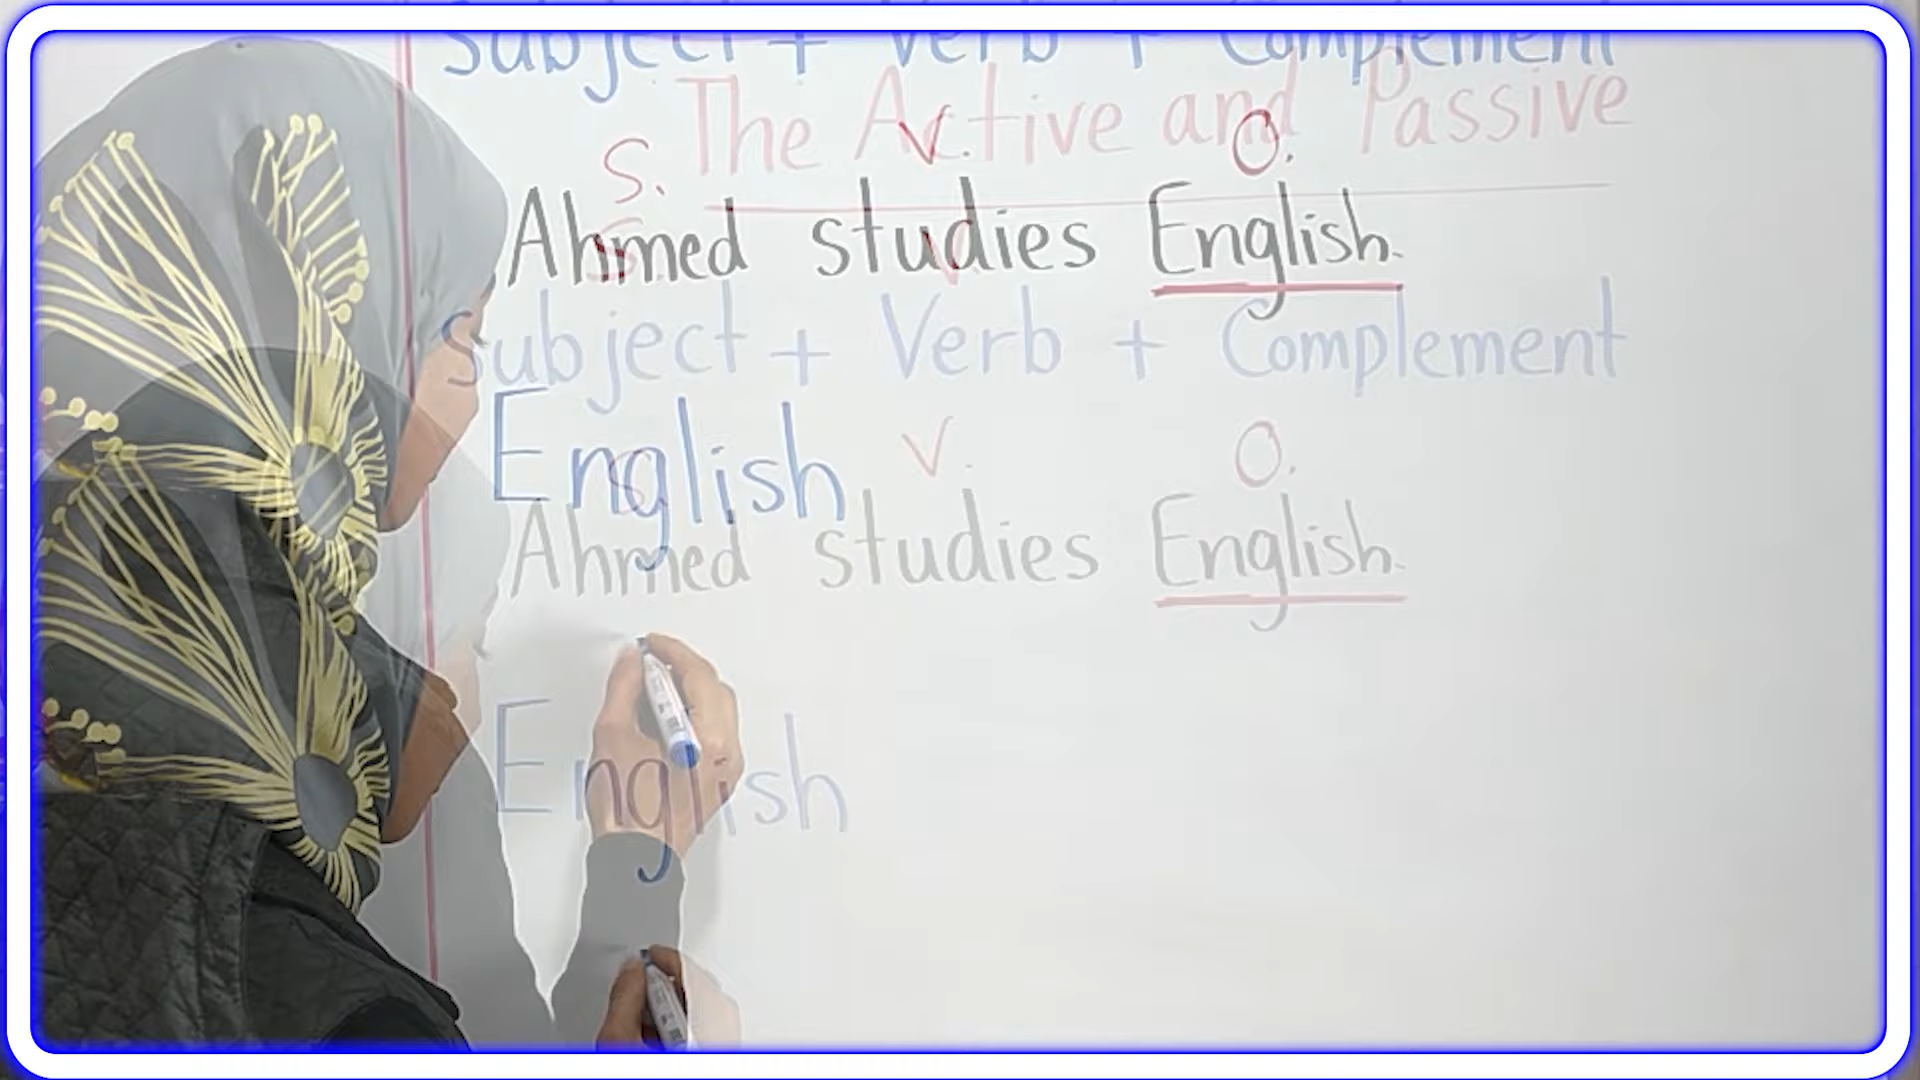 Subject + Verb + Complement
The Active and Passive
S. V. O.
Ahmed studies English.
S. V.
Subject + Verb + Complement
English
V. O.
S.
Ahmed studies English.
English